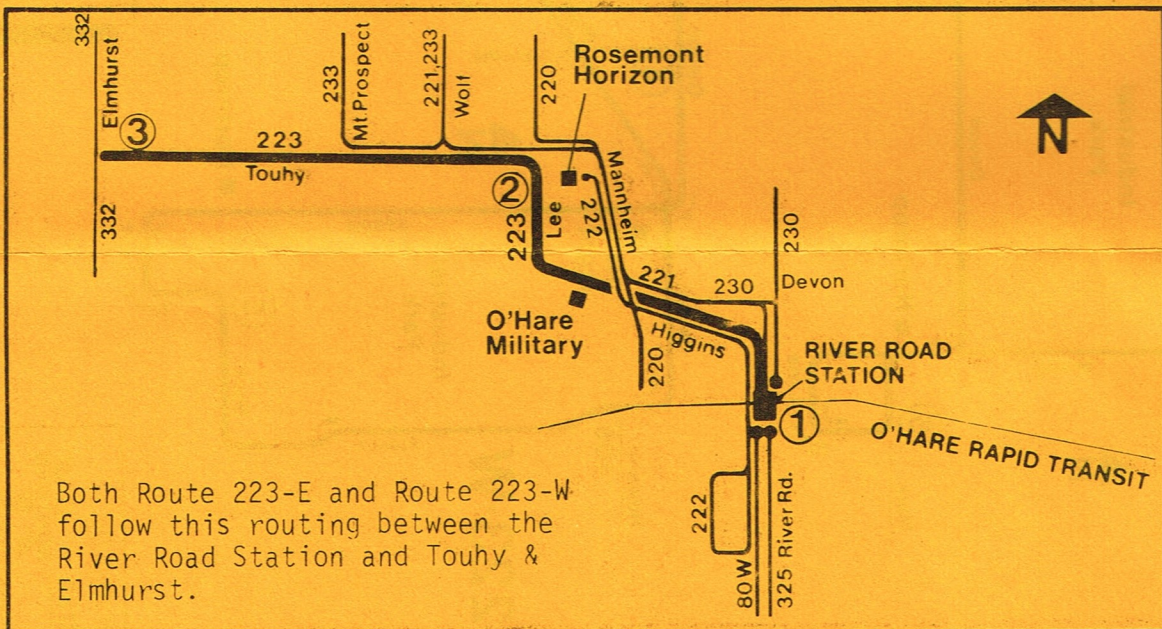 332
Elmhurst
233
Mt Prospect
221,233
Wolf
220
Rosemont
Horizon
N
③
223
Touhy
②
Mannheim
332
223
Lee
222
230
221
230
Devon
O'Hare
Military
Higgins
220
RIVER ROAD
STATION
①
O'HARE RAPID TRANSIT
222
80W
325 River Rd.
Both Route 223-E and Route 223-W
follow this routing between the
River Road Station and Touhy &
Elmhurst.